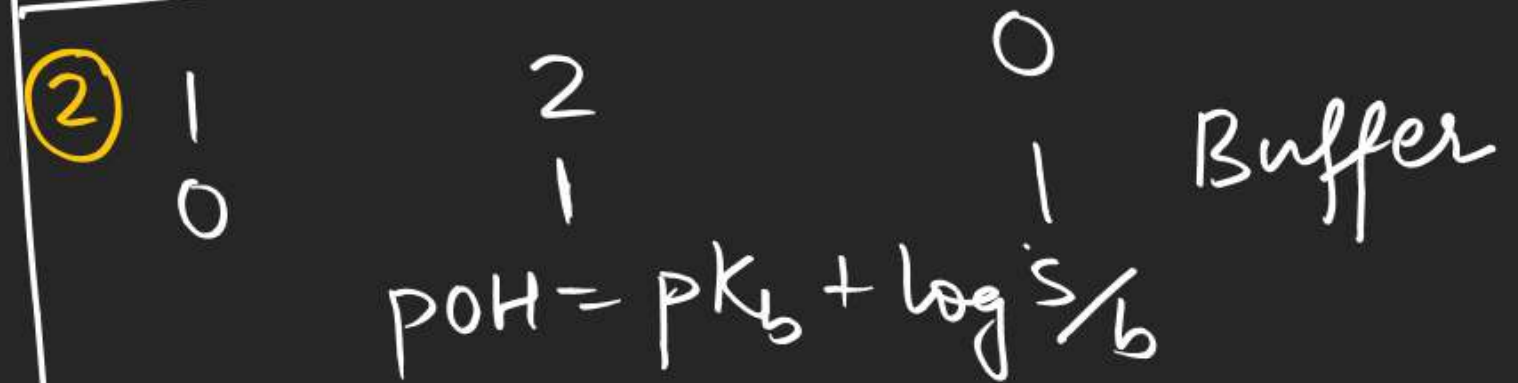 ② 1 2 0
0 1 1 Buffer
pOH = pKb + log s/b